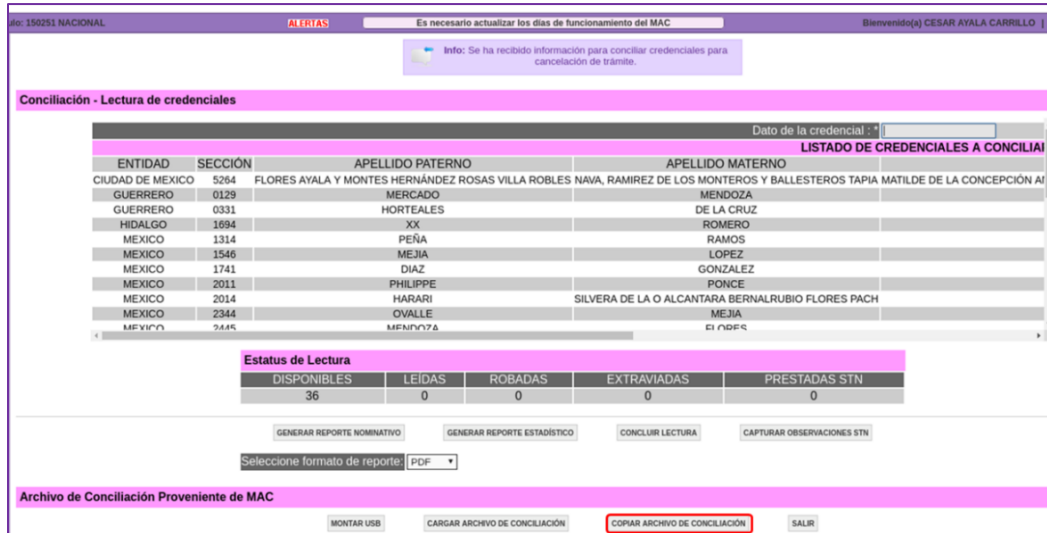 ulo: 150251 NACIONAL ALERTAS Es necesario actualizar los días de funcionamiento del MAC Bienvenido(a) CESAR AYALA CARRILLO |
Info: Se ha recibido información para conciliar credenciales para
cancelación de trámite.
Conciliación - Lectura de credenciales
Dato de la credencial : *
LISTADO DE CREDENCIALES A CONCILIAR
ENTIDAD SECCIÓN APELLIDO PATERNO APELLIDO MATERNO
CIUDAD DE MEXICO 5264 FLORES AYALA Y MONTES HERNÁNDEZ ROSAS VILLA ROBLES NAVA, RAMIREZ DE LOS MONTEROS Y BALLESTEROS TAPIA MATILDE DE LA CONCEPCIÓN
GUERRERO 0129 MERCADO MENDOZA
GUERRERO 0331 HORTEALES DE LA CRUZ
HIDALGO 1694 XX ROMERO
MEXICO 1314 PEÑA RAMOS
MEXICO 1546 MEJIA LOPEZ
MEXICO 1741 DIAZ GONZALEZ
MEXICO 2011 PHILIPPE PONCE
MEXICO 2014 HARARI SILVERA DE LA O ALCANTARA BERNALRUBIO FLORES PACH
MEXICO 2344 OVALLE MEJIA
MEXICO 2445 MENDOZA FLORES
Estatus de Lectura
DISPONIBLES LEÍDAS ROBADAS EXTRAVIADAS PRESTADAS STN
36 0 0 0 0
GENERAR REPORTE NOMINATIVO GENERAR REPORTE ESTADÍSTICO CONCLUIR LECTURA CAPTURAR OBSERVACIONES STN
Seleccione formato de reporte: PDF
Archivo de Conciliación Proveniente de MAC
MONTAR USB CARGAR ARCHIVO DE CONCILIACIÓN COPIAR ARCHIVO DE CONCILIACIÓN SALIR